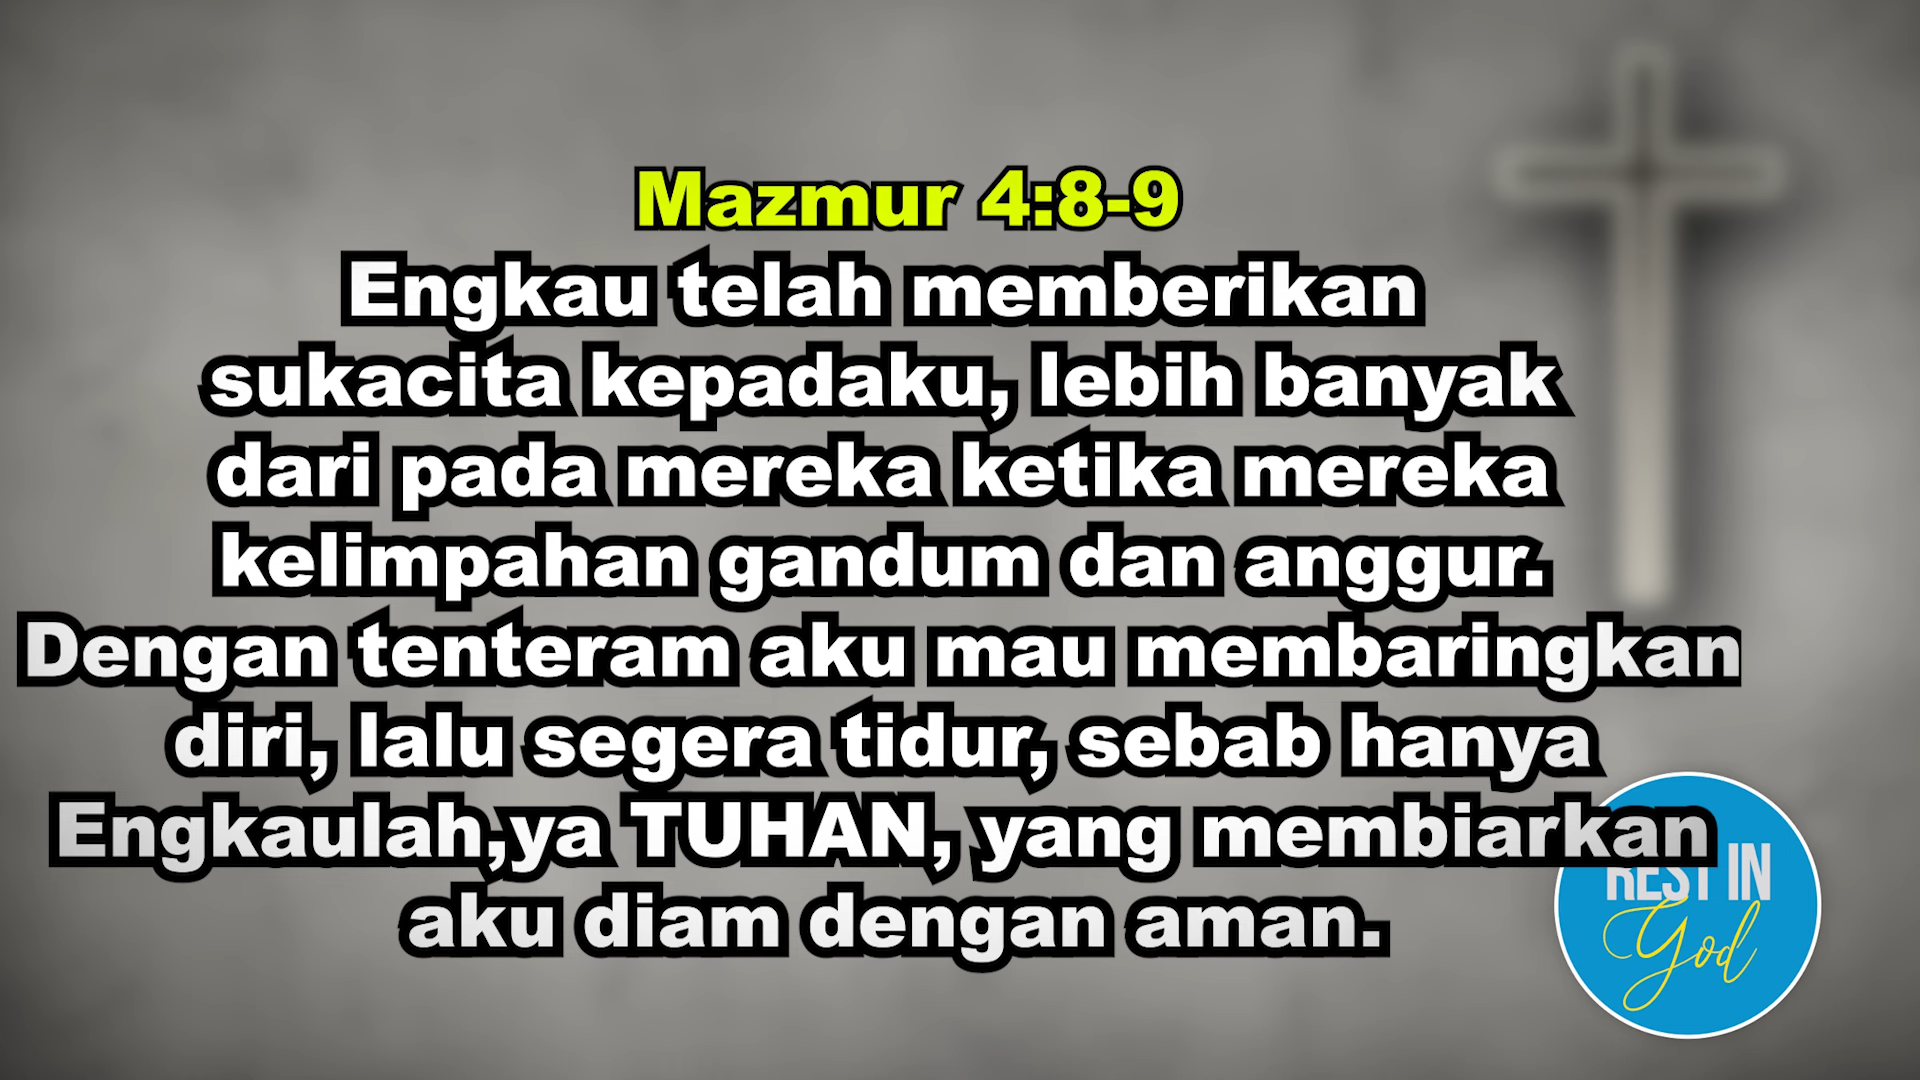 Mazmur 4:8-9
Engkau telah memberikan
sukacita kepadaku, lebih banyak
dari pada mereka ketika mereka
kelimpahan gandum dan anggur.
Dengan tenteram aku mau membaringkan
diri, lalu segera tidur, sebab hanya
Engkaulah,ya TUHAN, yang membiarkan
aku diam dengan aman.
REST IN
God